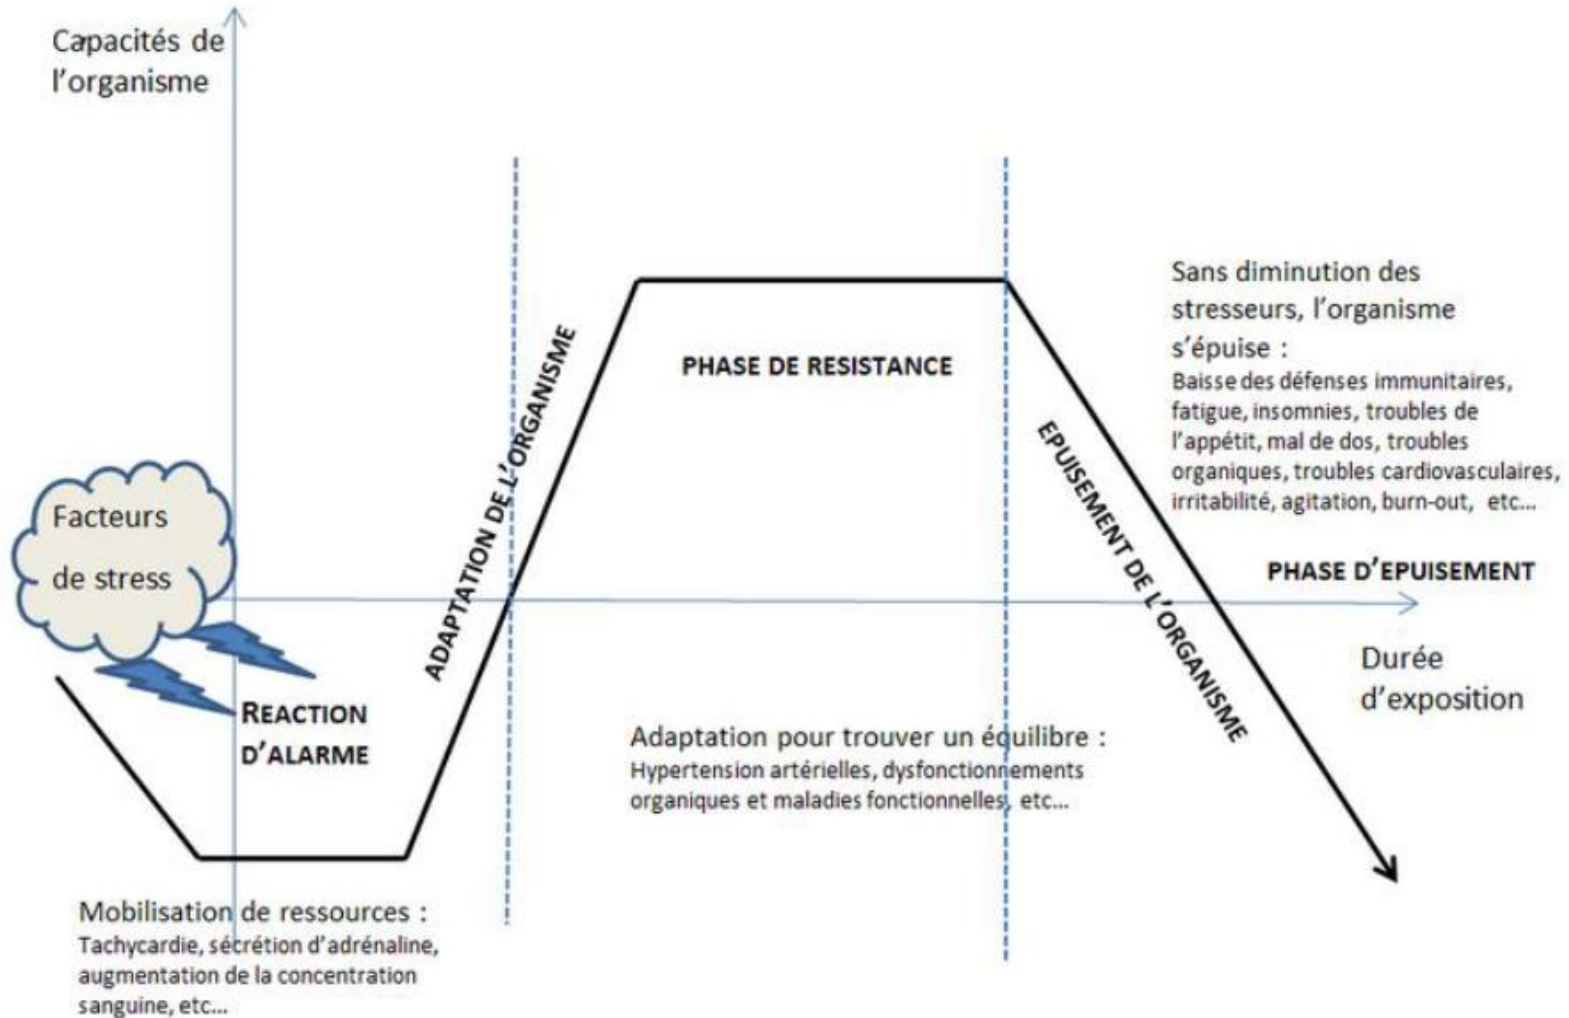 Capacités de
l'organisme
Facteurs
de stress
REACTION
D'ALARME
Mobilisation de ressources :
Tachycardie, sécrétion d'adrénaline,
augmentation de la concentration
sanguine, etc...
ADAPTATION DE L'ORGANISME
PHASE DE RESISTANCE
Adaptation pour trouver un équilibre :
Hypertension artérielles, dysfonctionnements
organiques et maladies fonctionnelles, etc...
EPUISEMENT DE L'ORGANISME
Sans diminution des
stresseurs, l'organisme
s'épuise :
Baisse des défenses immunitaires,
fatigue, insomnies, troubles de
l'appétit, mal de dos, troubles
organiques, troubles cardiovasculaires,
irritabilité, agitation, burn-out, etc...
PHASE D'EPUISEMENT
Durée
d'exposition